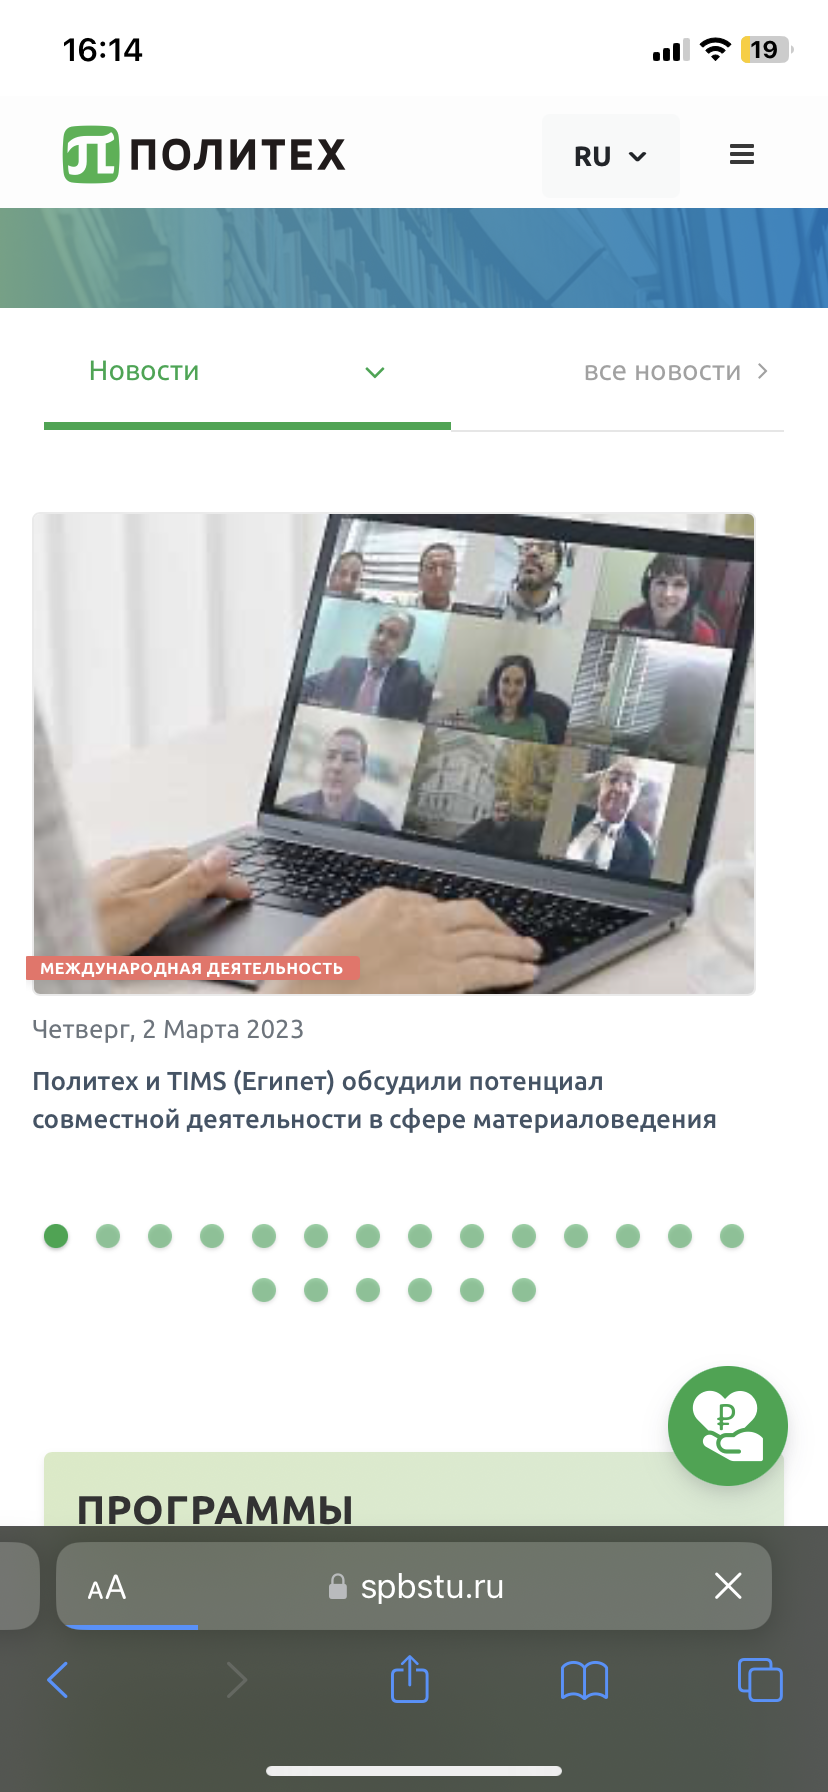 16:14
19
ПОЛИТЕХ
RU
Новости
все новости
МЕЖДУНАРОДНАЯ ДЕЯТЕЛЬНОСТЬ
Четверг, 2 Марта 2023
Политех и TIMS (Египет) обсудили потенциал
совместной деятельности в сфере материаловедения
₽
ПРОГРАММЫ
AA
spbstu.ru